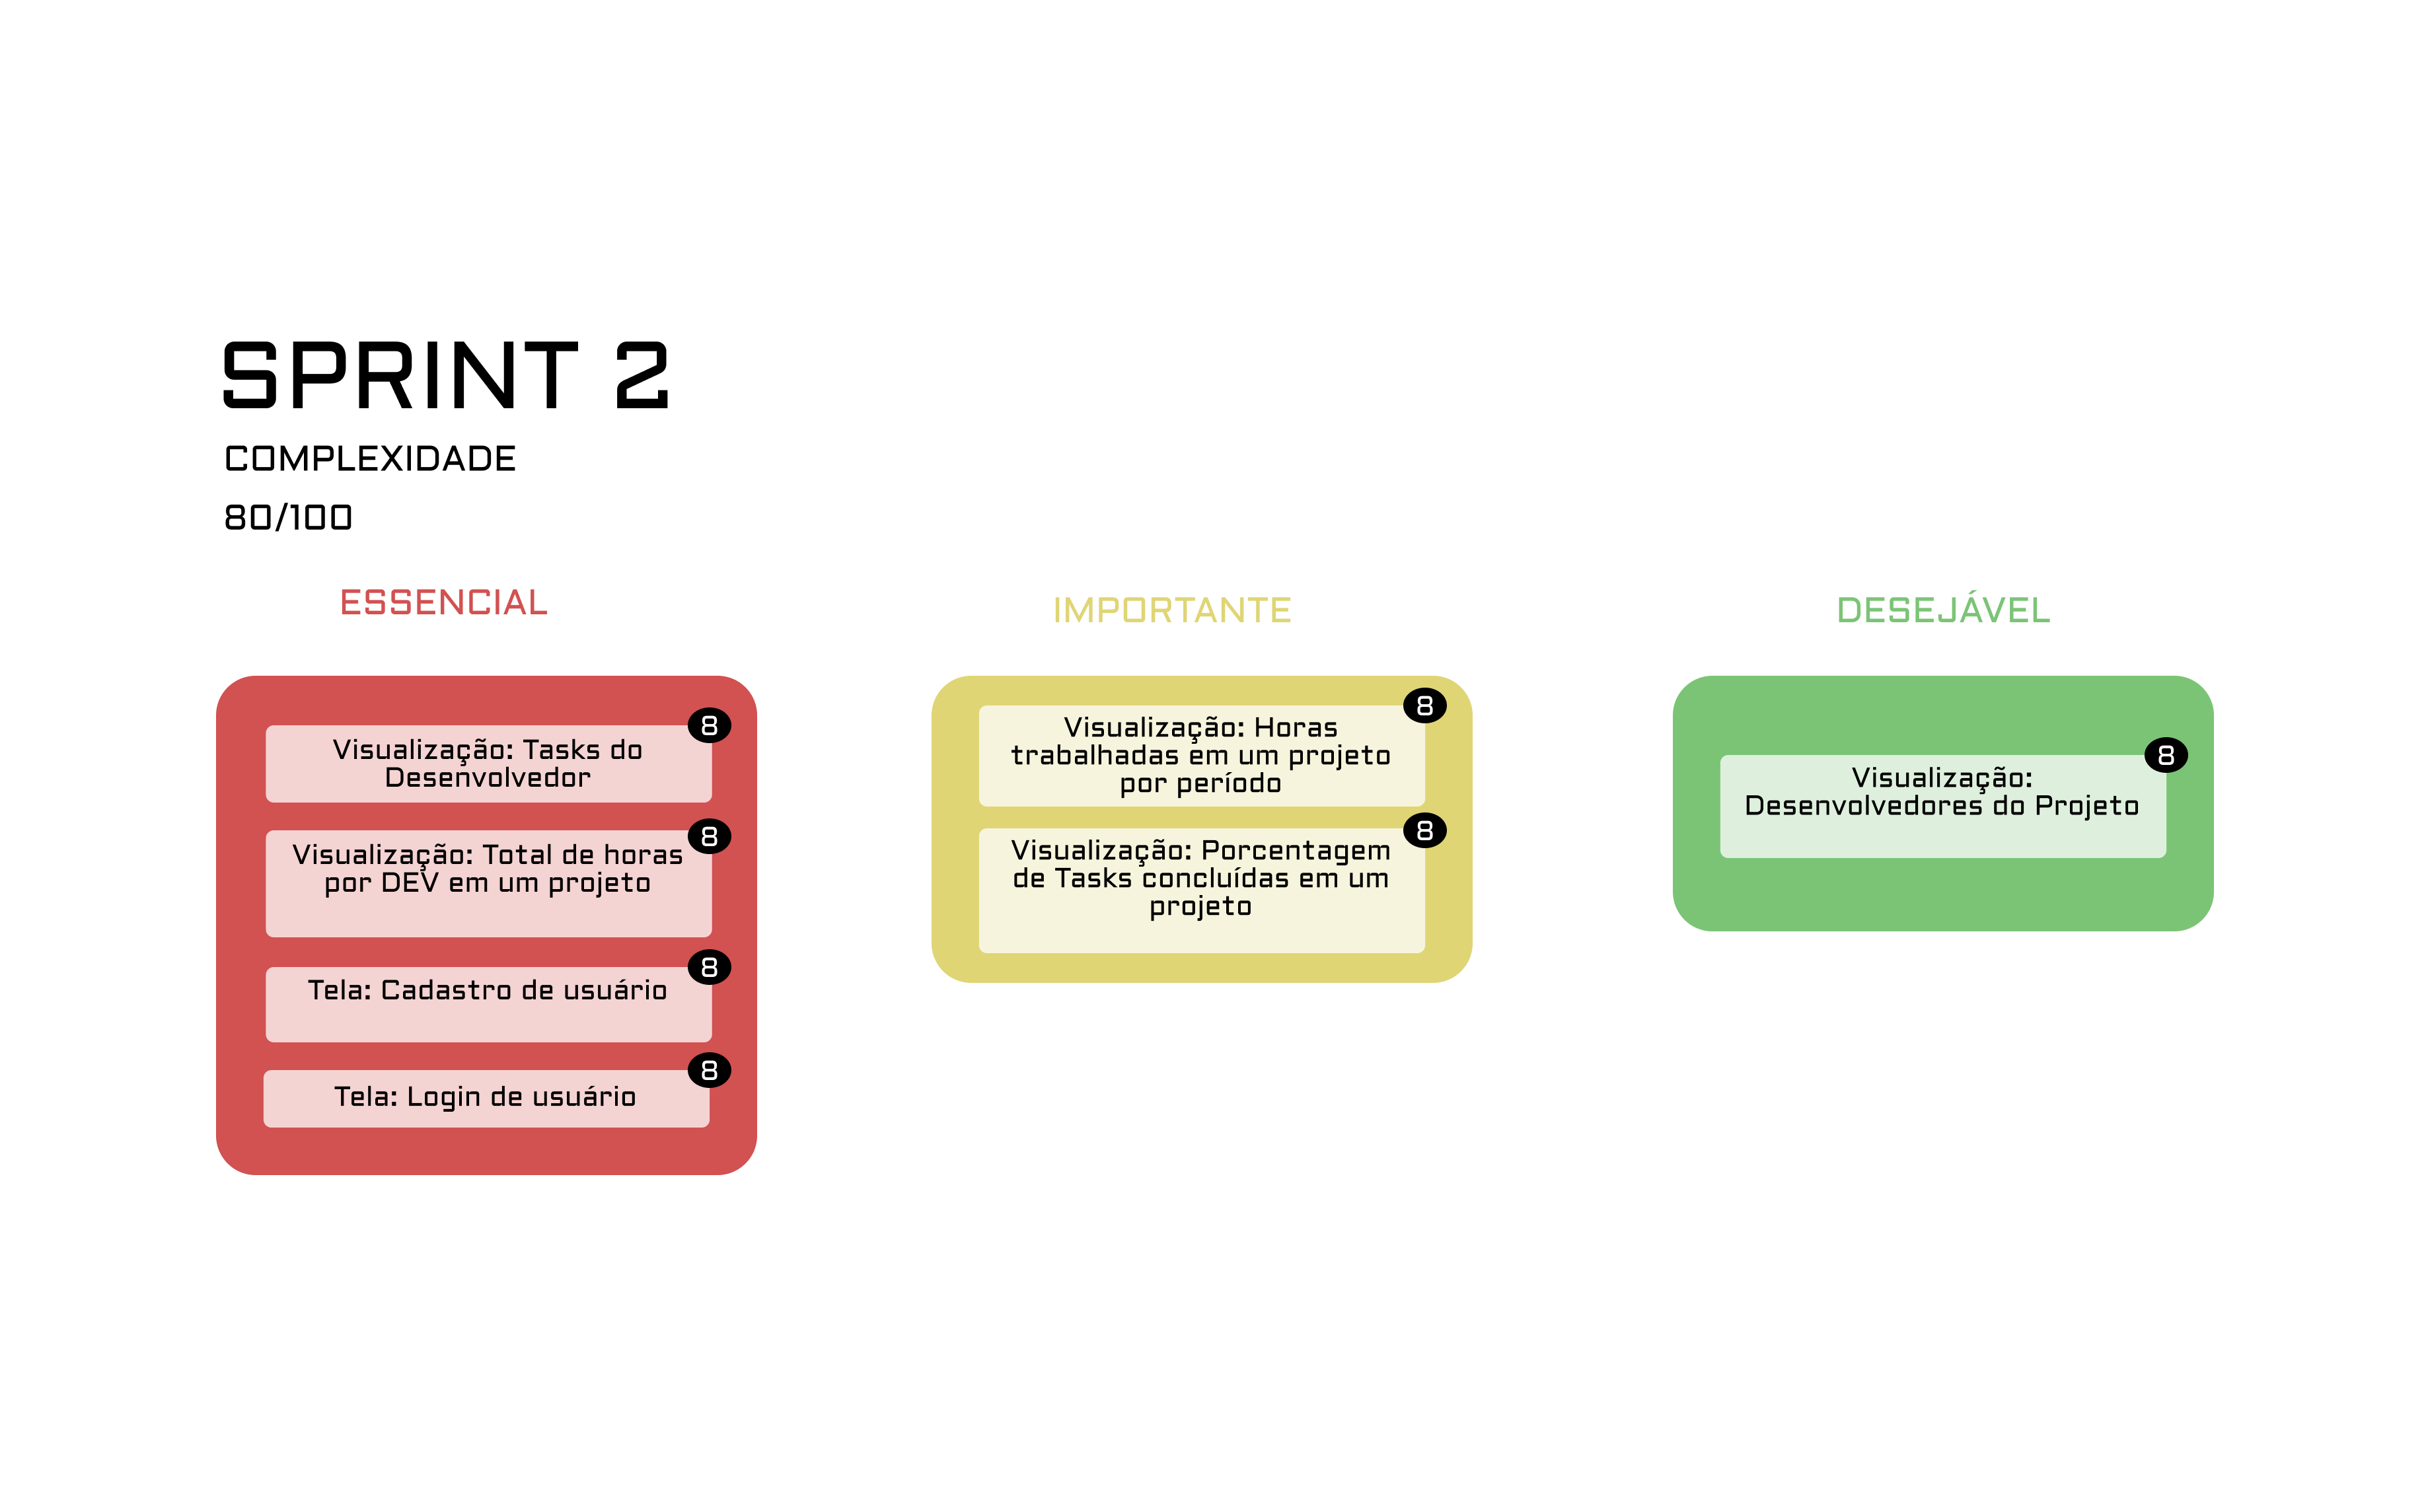 SPRINT 2
COMPLEXIDADE
80/100
ESSENCIAL
8
Visualização: Tasks do
Desenvolvedor
8
Visualização: Total de horas
por DEV em um projeto
8
Tela: Cadastro de usuário
8
Tela: Login de usuário
IMPORTANTE
8
Visualização: Horas
trabalhadas em um projeto
por período
8
Visualização: Porcentagem
de Tasks concluídas em um
projeto
DESEJÁVEL
8
Visualização:
Desenvolvedores do Projeto